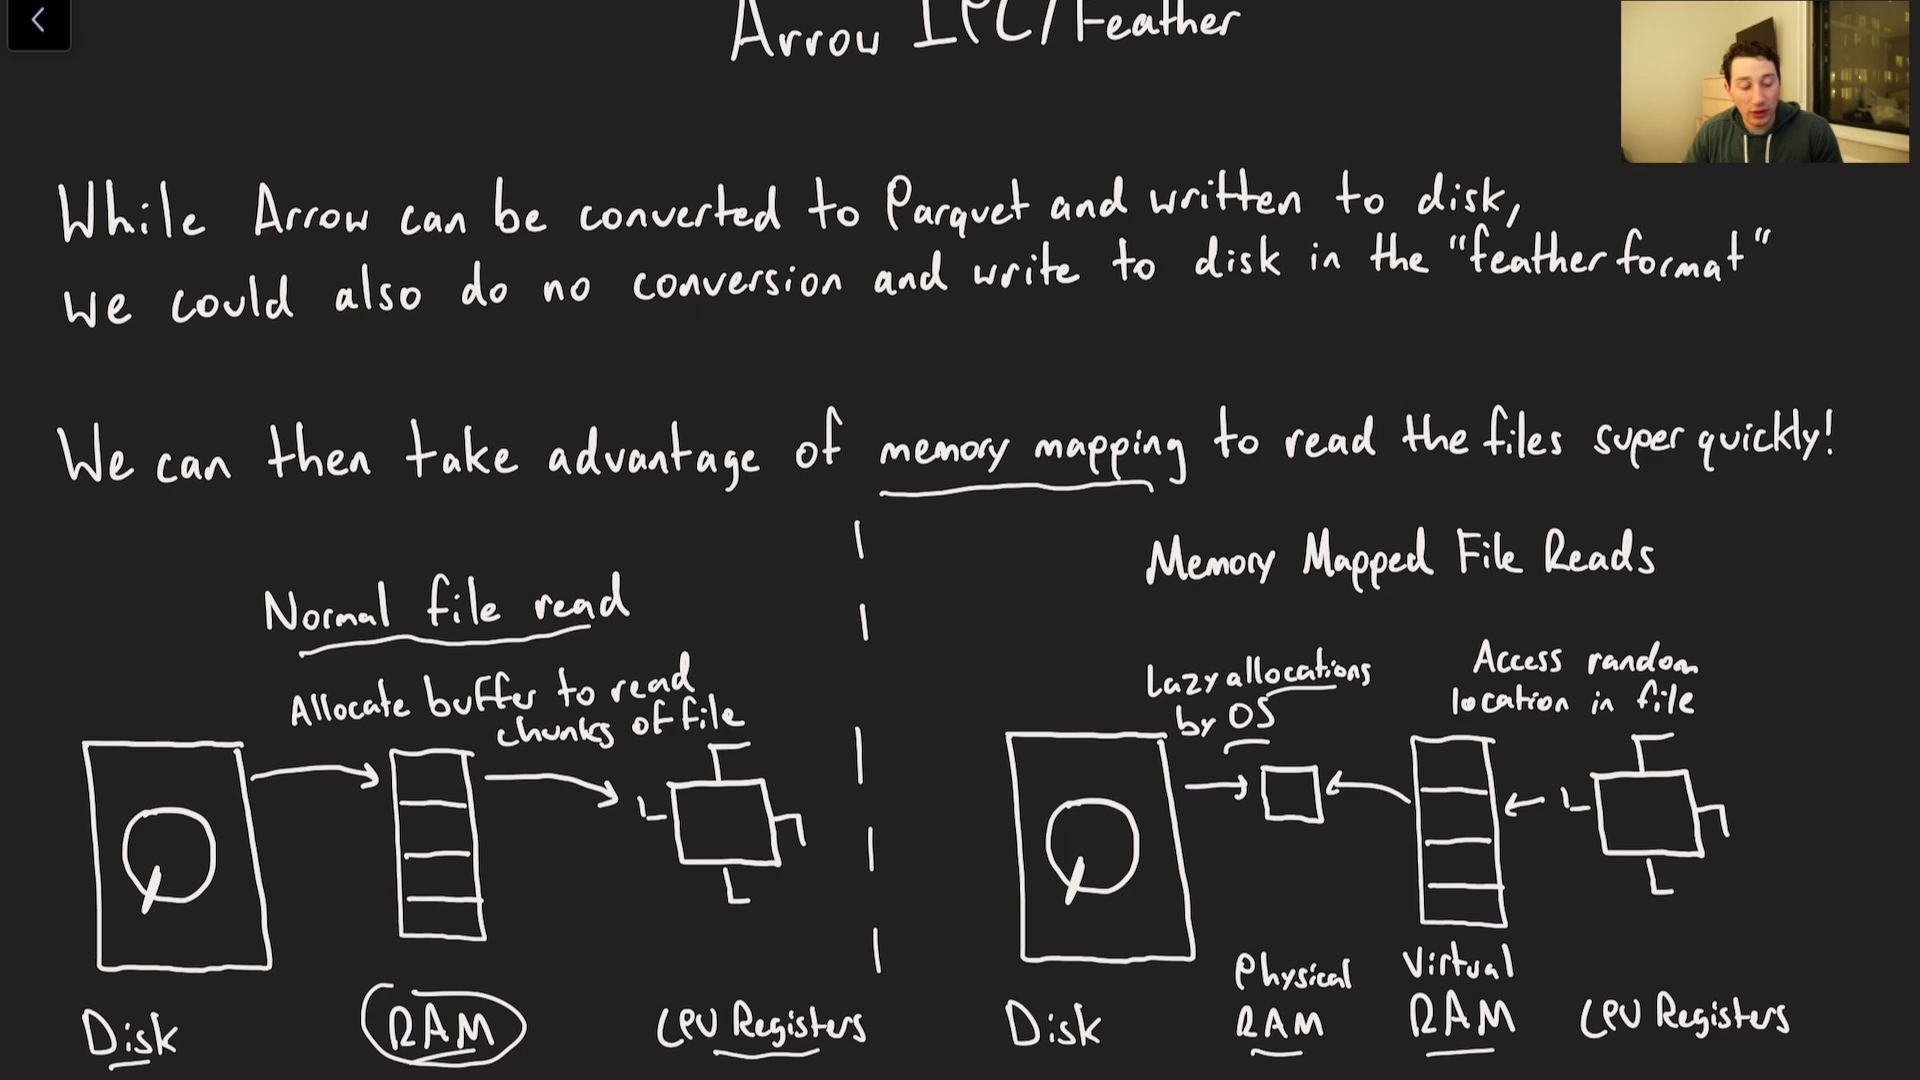 Arrow IPC/Feather
While Arrow can be converted to Parquet and written to disk,
we could also do no conversion and write to disk in the "feather format"
We can then take advantage of memory mapping to read the files super quickly!
Normal file read
Allocate buffer to read
chunks of file
Disk
RAM
CPU Registers
Memory Mapped File Reads
Lazy allocations
by OS
Access random
location in file
Disk
Physical
RAM
Virtual
RAM
CPU Registers